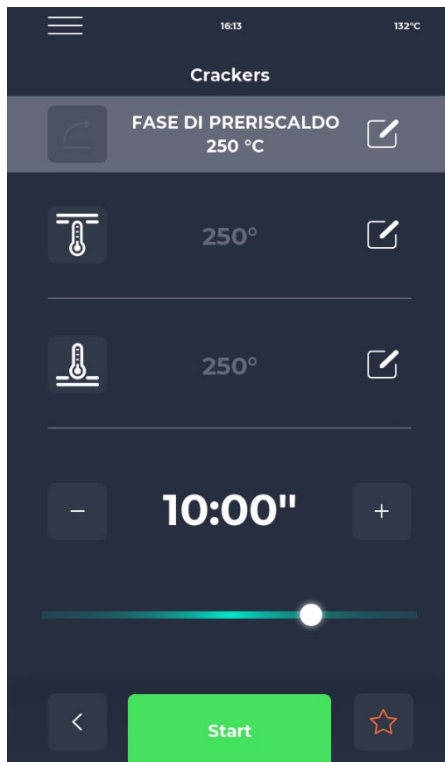 16:13
132°C
Crackers
FASE DI PRERISCALDO
250 °C
250°
250°
- 10:00" +
Start